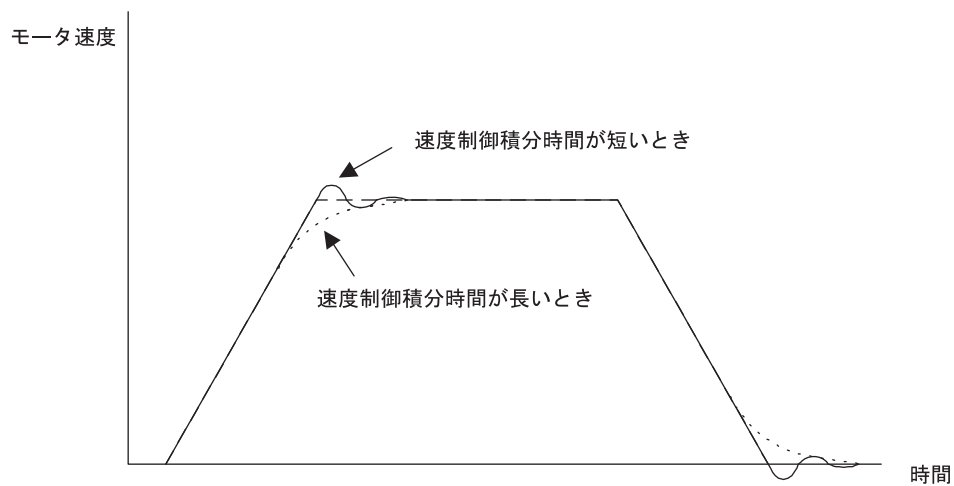 モータ速度
速度制御積分時間が短いとき
速度制御積分時間が長いとき
時間